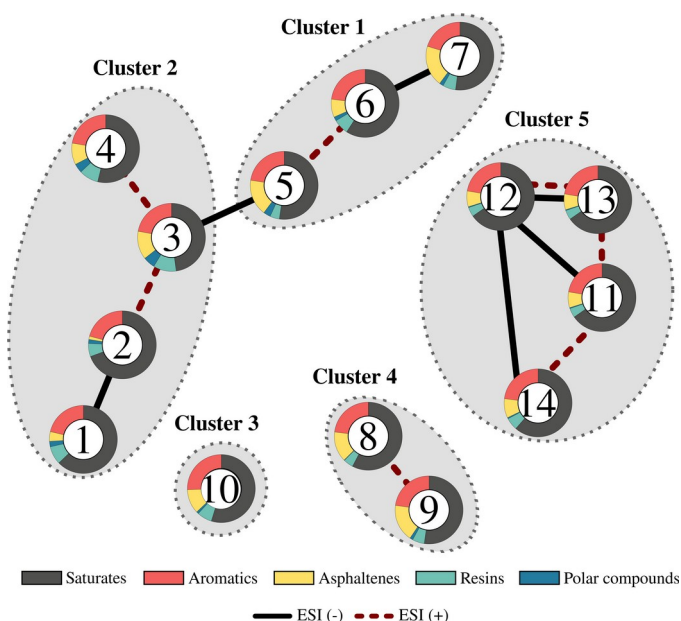 Cluster 1
Cluster 2
7
6
4
Cluster 5
5
12
13
3
11
2
Cluster 4
14
1
Cluster 3
8
10
9
Saturates Aromatics Asphaltenes Resins Polar compounds
ESI (-) ESI (+)